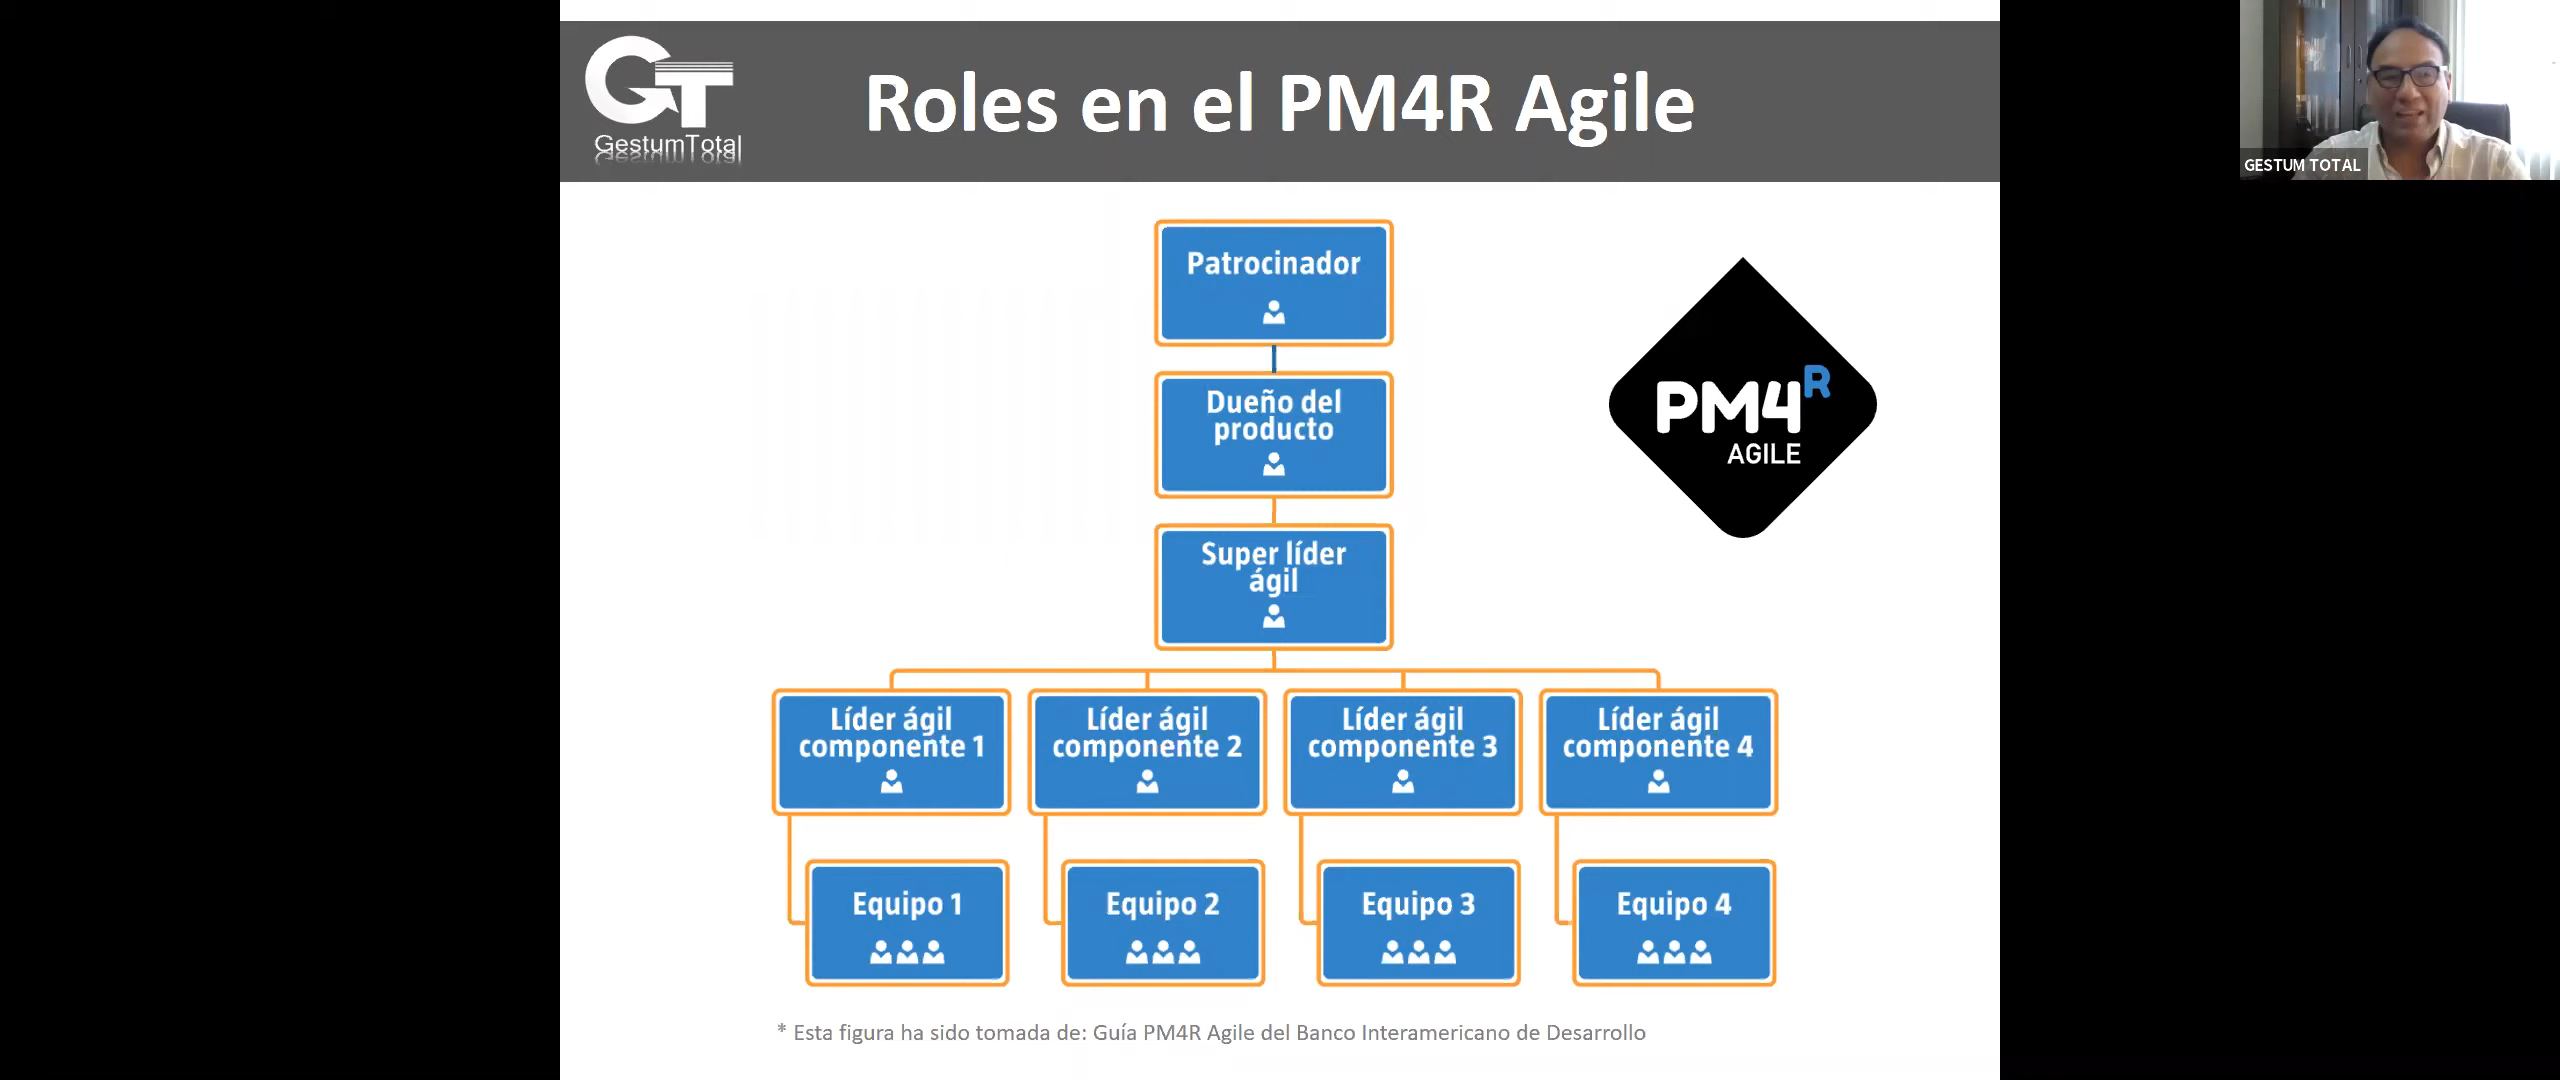 GT
GestumTotal
Roles en el PM4R Agile
GESTUM TOTAL
Patrocinador
Dueño del
producto
PM4R
AGILE
Super líder
ágil
Líder ágil
componente 1
Líder ágil
componente 2
Líder ágil
componente 3
Líder ágil
componente 4
Equipo 1
Equipo 2
Equipo 3
Equipo 4
* Esta figura ha sido tomada de: Guía PM4R Agile del Banco Interamericano de Desarrollo